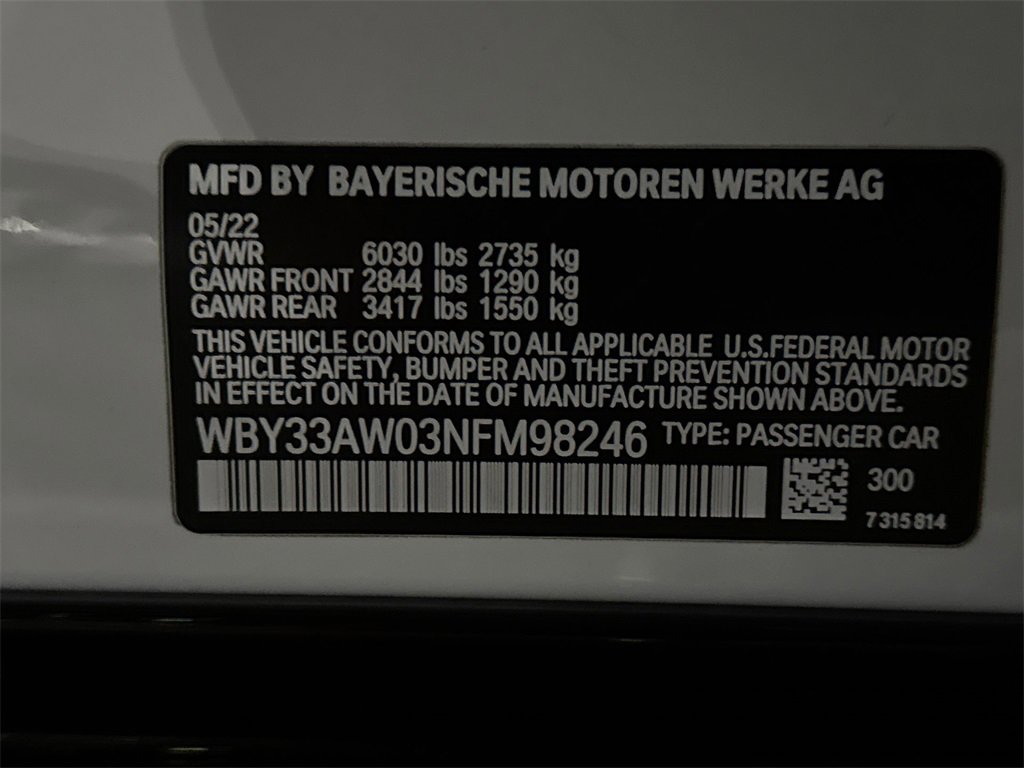 MFD BY BAYERISCHE MOTOREN WERKE AG
05/22
GVWR 6030 lbs 2735 kg
GAWR FRONT 2844 lbs 1290 kg
GAWR REAR 3417 lbs 1550 kg
THIS VEHICLE CONFORMS TO ALL APPLICABLE U.S.FEDERAL MOTOR
VEHICLE SAFETY, BUMPER AND THEFT PREVENTION STANDARDS
IN EFFECT ON THE DATE OF MANUFACTURE SHOWN ABOVE.
WBY33AW03NFM98246 TYPE: PASSENGER CAR
300
7 315 814